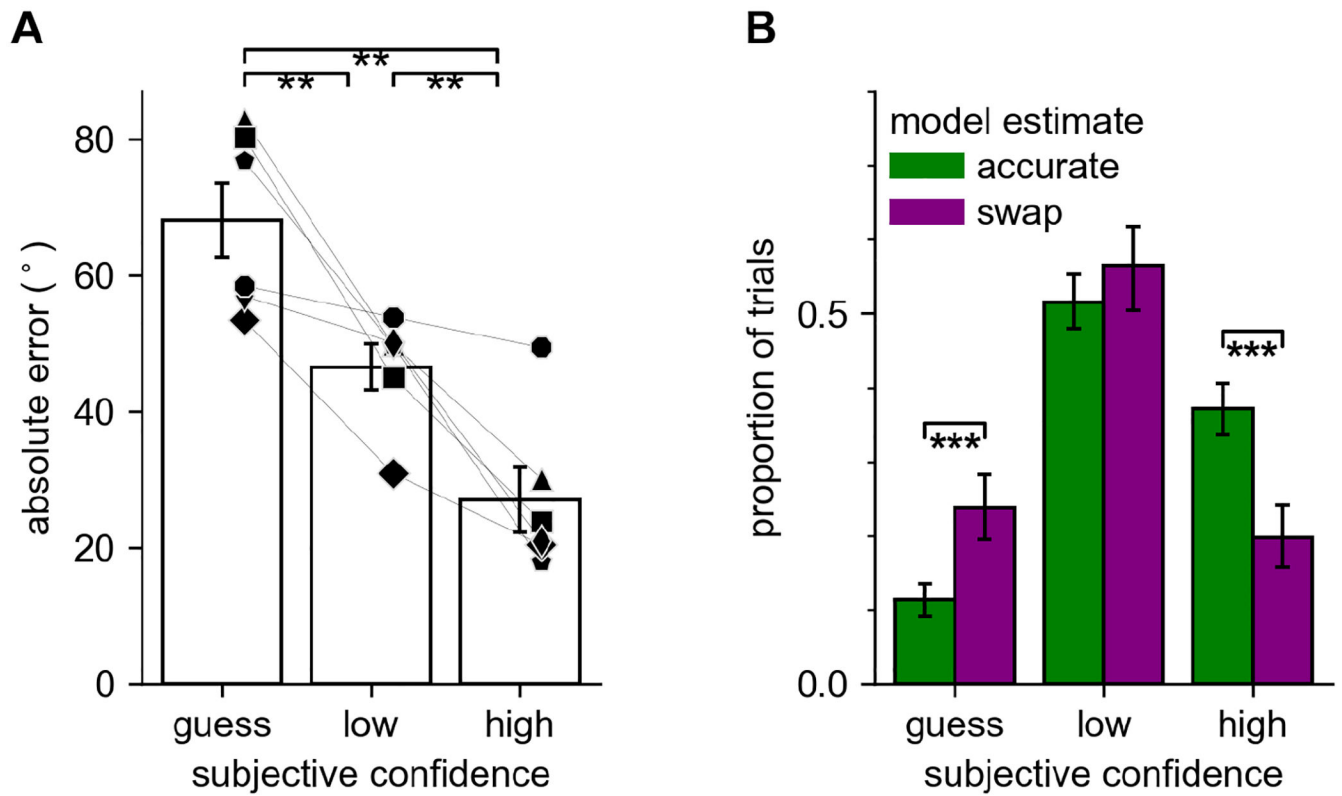 A
**
**
**
absolute error (°)
80
60
40
20
0
guess
low
high
subjective confidence
B
model estimate
accurate
swap
proportion of trials
0.5
0.0
***
***
guess
low
high
subjective confidence